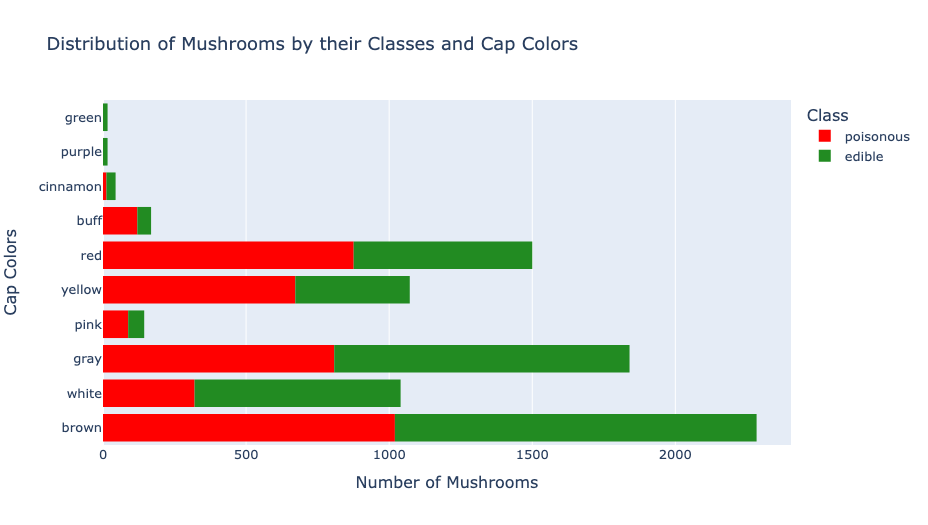 Distribution of Mushrooms by their Classes and Cap Colors
Class
poisonous
edible
Cap Colors
green
purple
cinnamon
buff
red
yellow
pink
gray
white
brown
0 500 1000 1500 2000
Number of Mushrooms